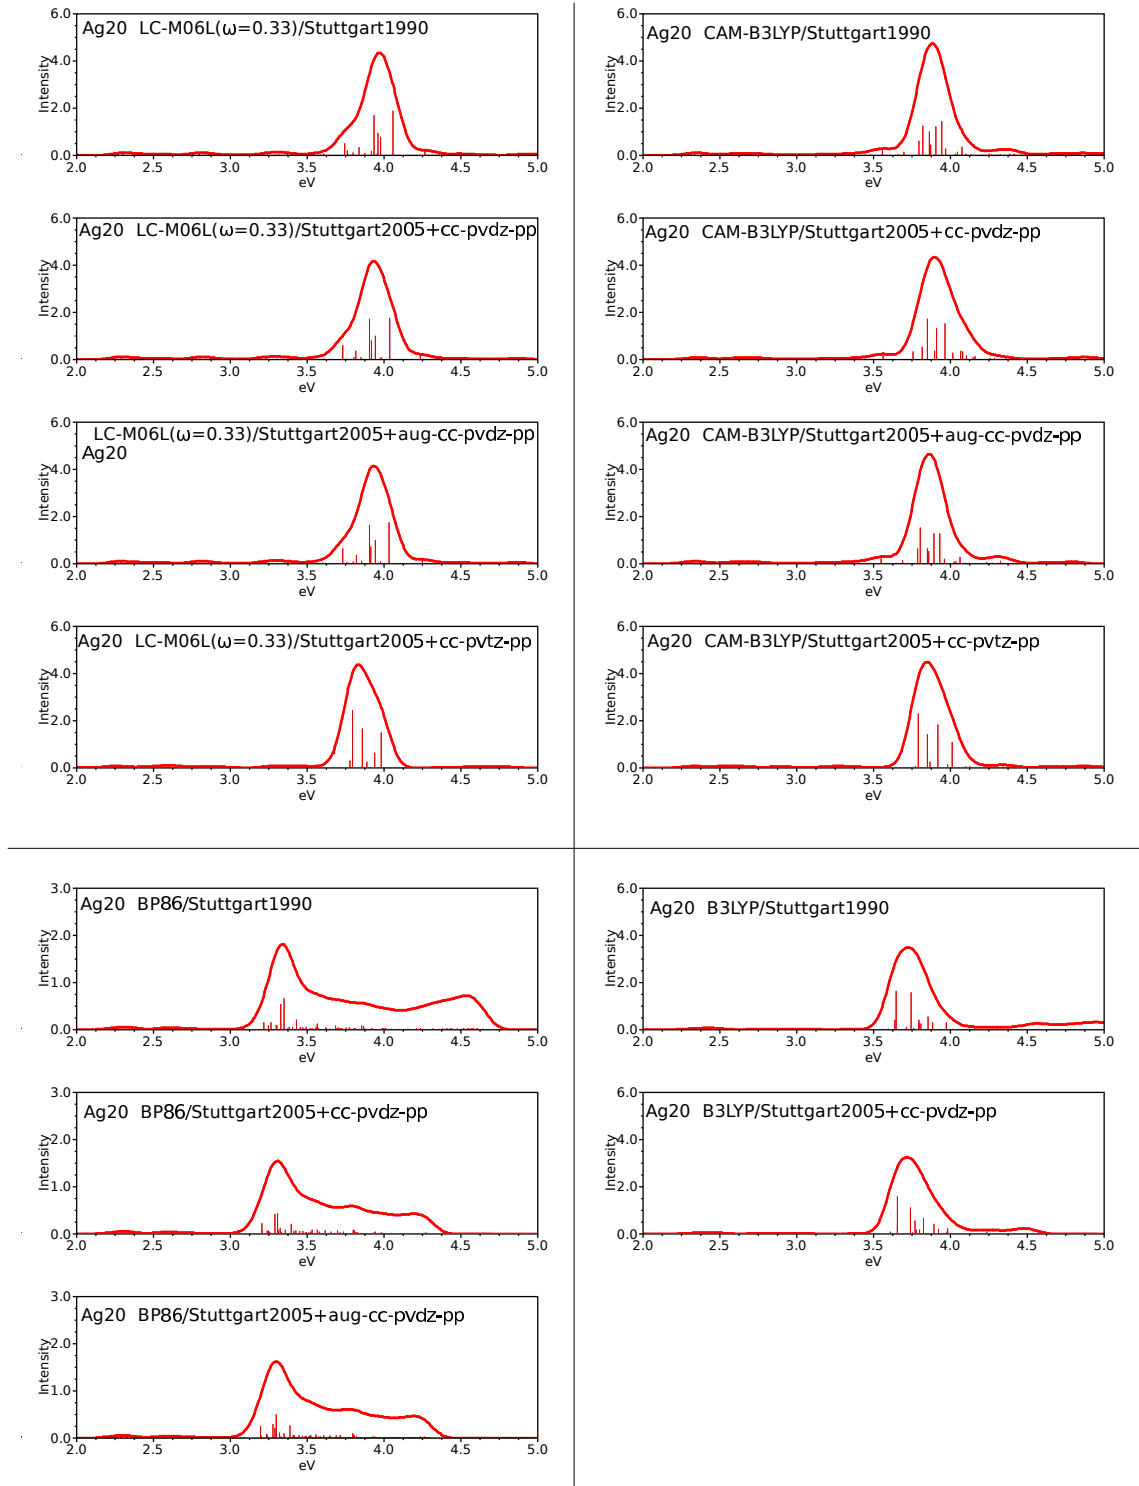 6.0
Ag20 LC-M06L(ω=0.33)/Stuttgart1990
4.0
Intensity
2.0
0.0
2.0 2.5 3.0 3.5 4.0 4.5 5.0
eV
6.0
Ag20 CAM-B3LYP/Stuttgart1990
4.0
Intensity
2.0
0.0
2.0 2.5 3.0 3.5 4.0 4.5 5.0
eV
6.0
Ag20 LC-M06L(ω=0.33)/Stuttgart2005+cc-pvdz-pp
4.0
Intensity
2.0
0.0
2.0 2.5 3.0 3.5 4.0 4.5 5.0
eV
6.0
Ag20 CAM-B3LYP/Stuttgart2005+cc-pvdz-pp
4.0
Intensity
2.0
0.0
2.0 2.5 3.0 3.5 4.0 4.5 5.0
eV
6.0
LC-M06L(ω=0.33)/Stuttgart2005+aug-cc-pvdz-pp
Ag20
4.0
Intensity
2.0
0.0
2.0 2.5 3.0 3.5 4.0 4.5 5.0
eV
6.0
Ag20 CAM-B3LYP/Stuttgart2005+aug-cc-pvdz-pp
4.0
Intensity
2.0
0.0
2.0 2.5 3.0 3.5 4.0 4.5 5.0
eV
6.0
Ag20 LC-M06L(ω=0.33)/Stuttgart2005+cc-pvtz-pp
4.0
Intensity
2.0
0.0
2.0 2.5 3.0 3.5 4.0 4.5 5.0
eV
6.0
Ag20 CAM-B3LYP/Stuttgart2005+cc-pvtz-pp
4.0
Intensity
2.0
0.0
2.0 2.5 3.0 3.5 4.0 4.5 5.0
eV
3.0
Ag20 BP86/Stuttgart1990
2.0
Intensity
1.0
0.0
2.0 2.5 3.0 3.5 4.0 4.5 5.0
eV
6.0
Ag20 B3LYP/Stuttgart1990
4.0
Intensity
2.0
0.0
2.0 2.5 3.0 3.5 4.0 4.5 5.0
eV
3.0
Ag20 BP86/Stuttgart2005+cc-pvdz-pp
2.0
Intensity
1.0
0.0
2.0 2.5 3.0 3.5 4.0 4.5 5.0
eV
6.0
Ag20 B3LYP/Stuttgart2005+cc-pvdz-pp
4.0
Intensity
2.0
0.0
2.0 2.5 3.0 3.5 4.0 4.5 5.0
eV
3.0
Ag20 BP86/Stuttgart2005+aug-cc-pvdz-pp
2.0
Intensity
1.0
0.0
2.0 2.5 3.0 3.5 4.0 4.5 5.0
eV